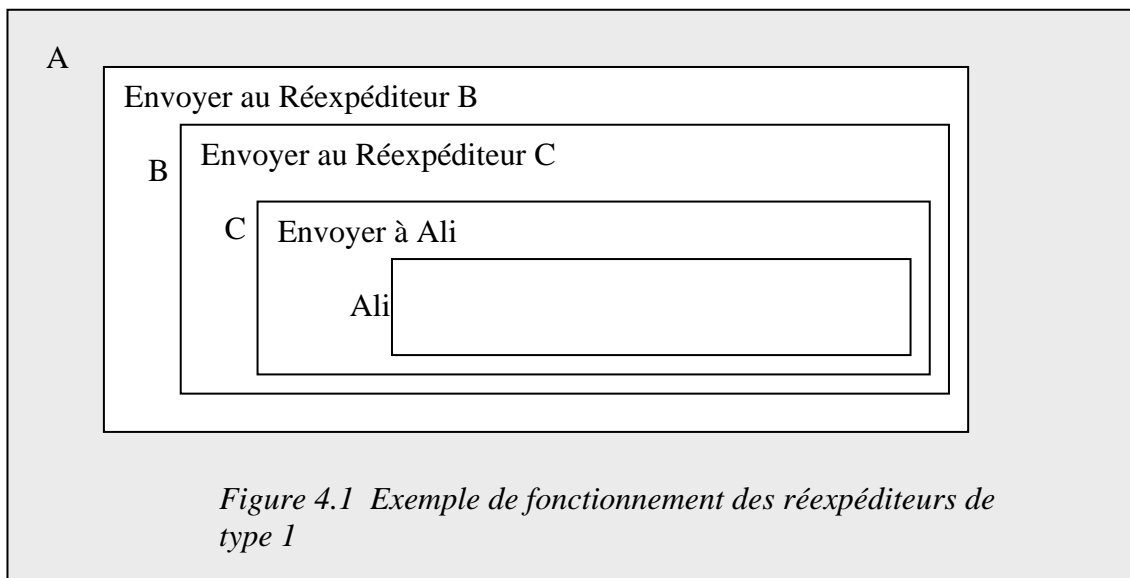 A
Envoyer au Réexpéditeur B
B
Envoyer au Réexpéditeur C
C
Envoyer à Ali
Ali
Figure 4.1 Exemple de fonctionnement des réexpéditeurs de
type 1